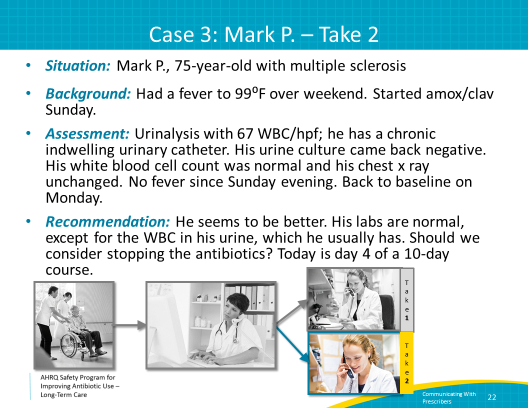 Case 3: Mark P. – Take 2
• Situation: Mark P., 75-year-old with multiple sclerosis
• Background: Had a fever to 99⁰F over weekend. Started amox/clav
Sunday.
• Assessment: Urinalysis with 67 WBC/hpf; he has a chronic
indwelling urinary catheter. His urine culture came back negative.
His white blood cell count was normal and his chest x ray
unchanged. No fever since Sunday evening. Back to baseline on
Monday.
• Recommendation: He seems to be better. His labs are normal,
except for the WBC in his urine, which he usually has. Should we
consider stopping the antibiotics? Today is day 4 of a 10-day
course.
Take 1
Take 2
AHRQ Safety Program for
Improving Antibiotic Use –
Long-Term Care
Communicating With
Prescribers
22